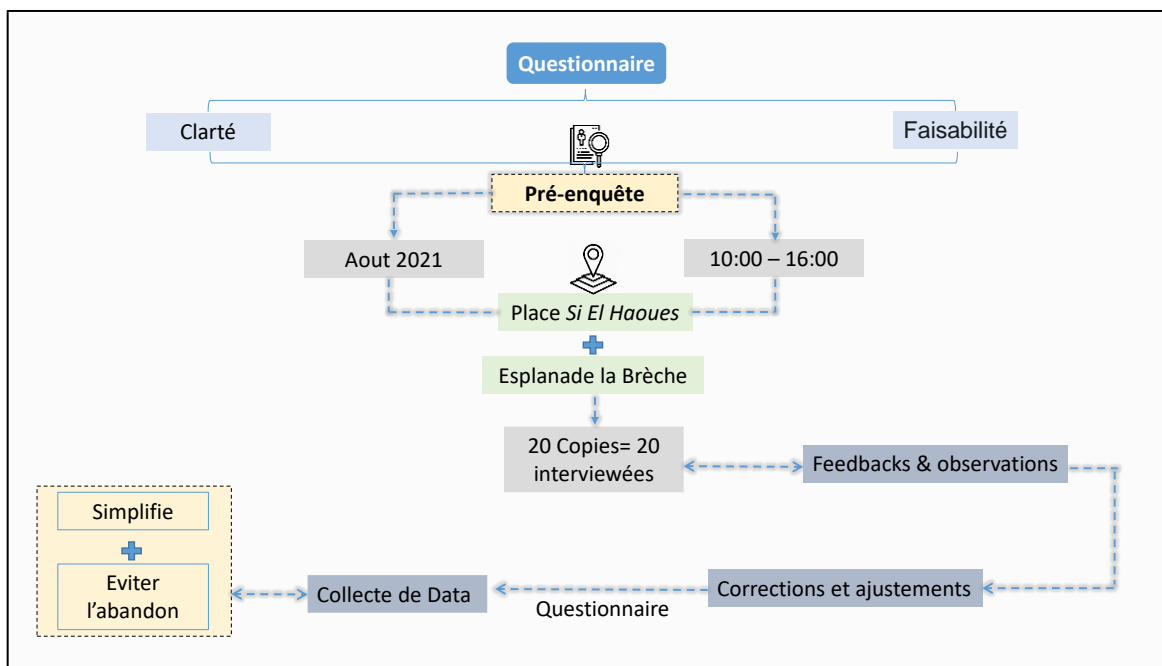 Questionnaire
Clarté
Faisabilité
Pré-enquête
Aout 2021
10:00 – 16:00
Place Si El Haoues
Esplanade la Brèche
20 Copies= 20
interviewées
Feedbacks & observations
Simplifie
Eviter
l'abandon
Collecte de Data
Questionnaire
Corrections et ajustements